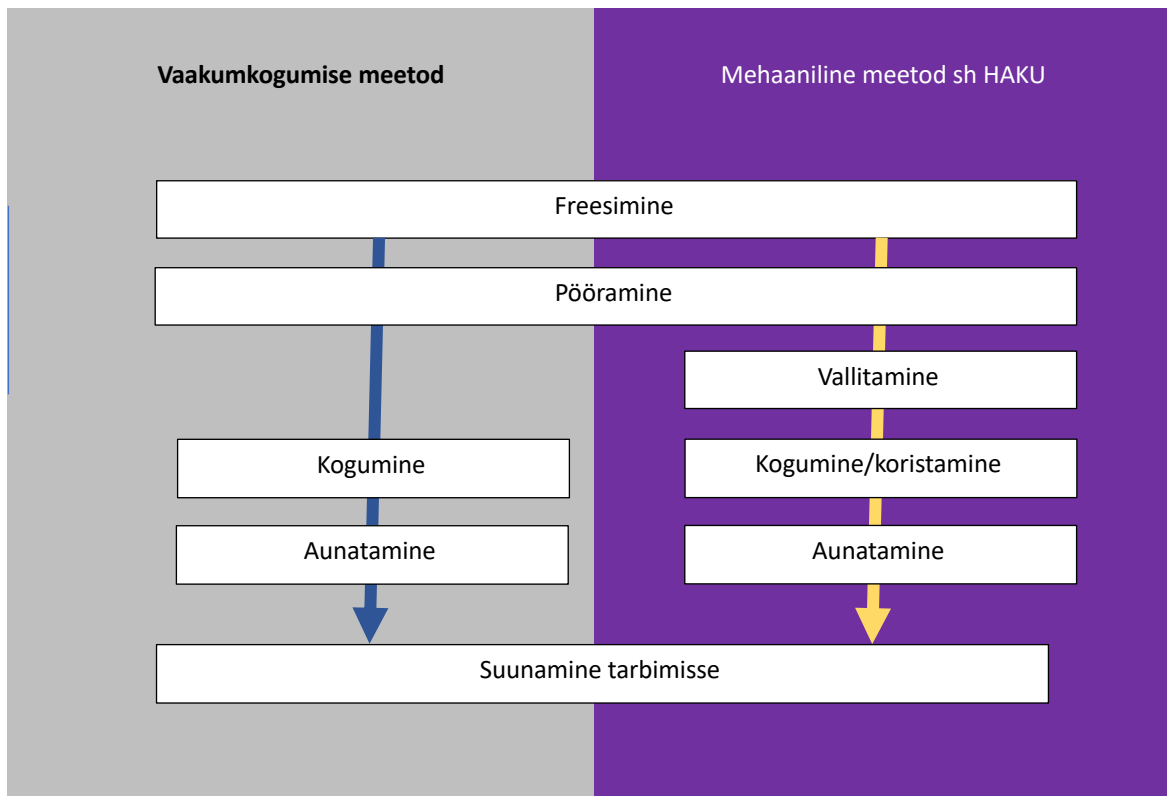 Vaakumkogumise meetod
Mehaaniline meetod sh HAKU
Freesimine
Pööramine
Vallitamine
Kogumine
Kogumine/koristamine
Aunatamine
Aunatamine
Suunamine tarbimisse